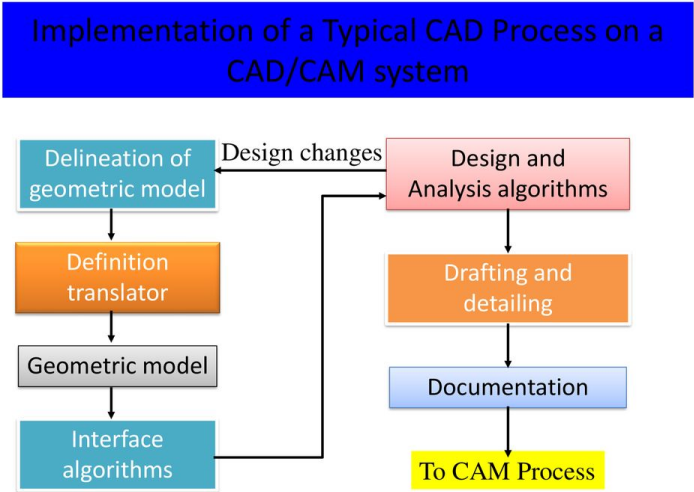 Implementation of a Typical CAD Process on a
CAD/CAM system
Delineation of
geometric model
Design changes
Design and
Analysis algorithms
Definition
translator
Drafting and
detailing
Geometric model
Documentation
Interface
algorithms
To CAM Process